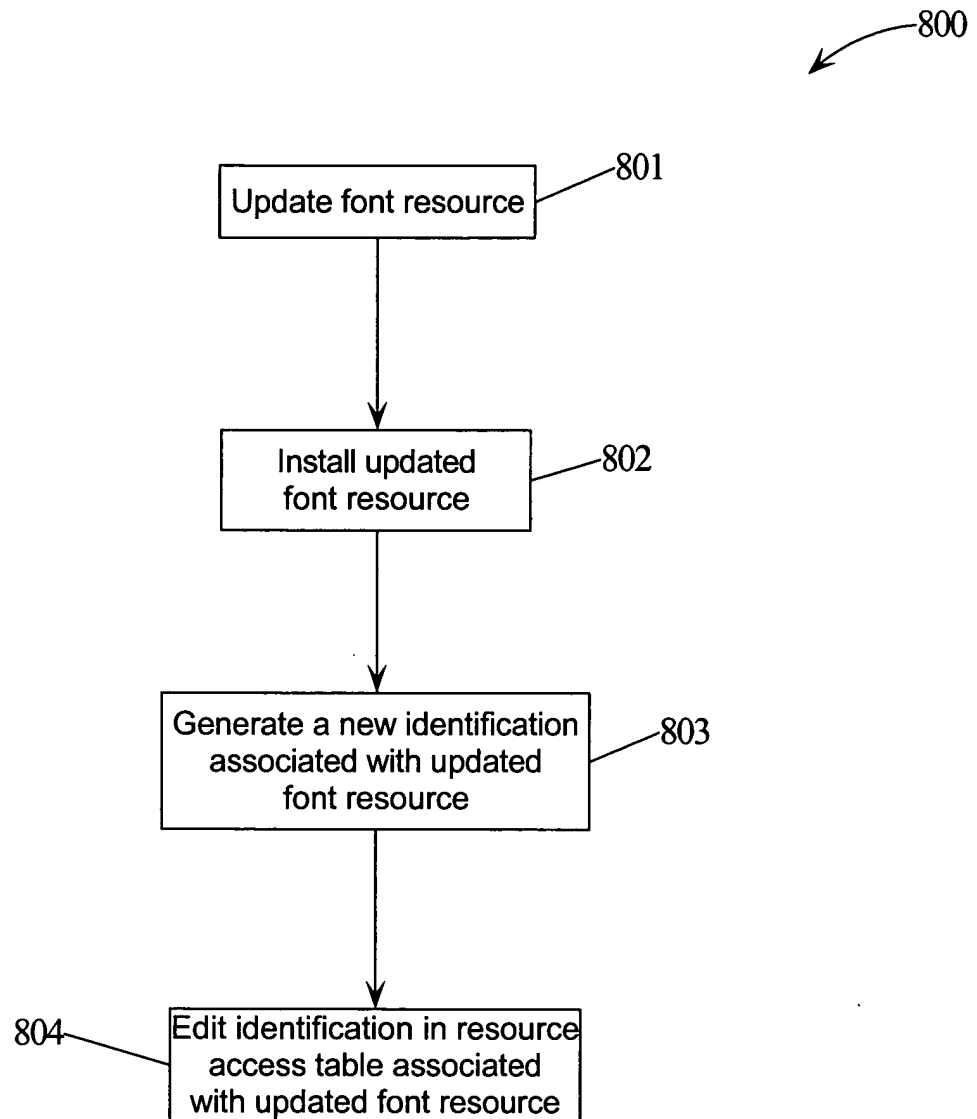 800
801
Update font resource
802
Install updated
font resource
803
Generate a new identification
associated with updated
font resource
804
Edit identification in resource
access table associated
with updated font resource